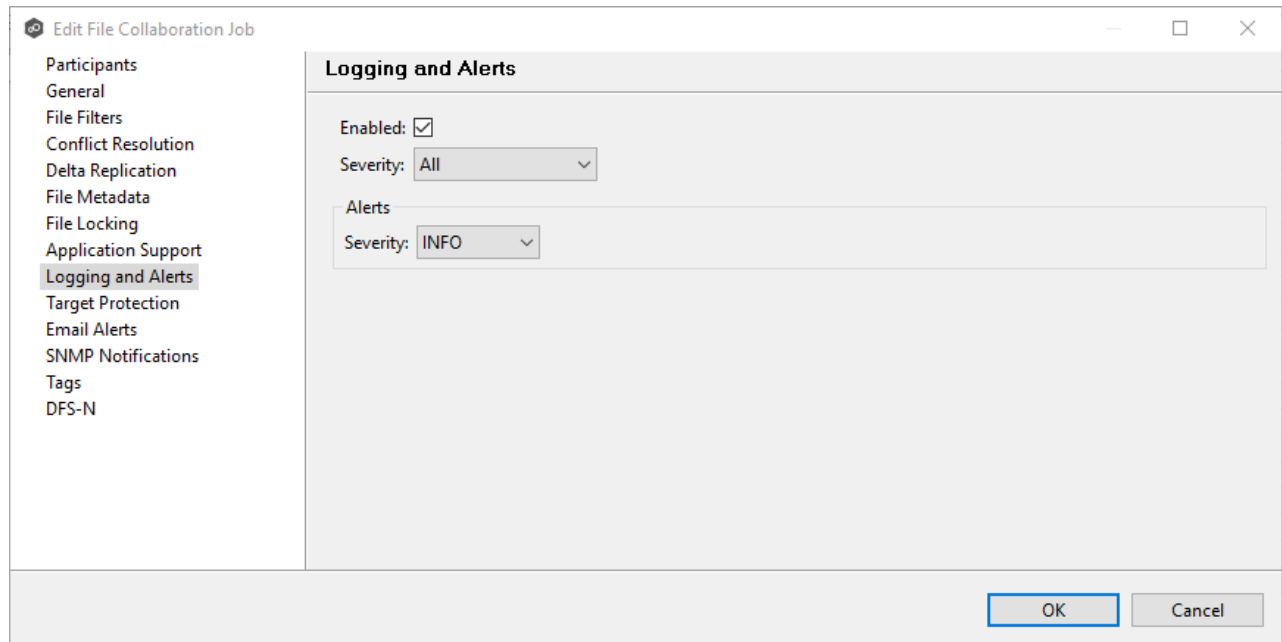 Edit File Collaboration Job
Participants
General
File Filters
Conflict Resolution
Delta Replication
File Metadata
File Locking
Application Support
Logging and Alerts
Target Protection
Email Alerts
SNMP Notifications
Tags
DFS-N
Logging and Alerts
Enabled:
Severity: All
Alerts
Severity: INFO
OK Cancel